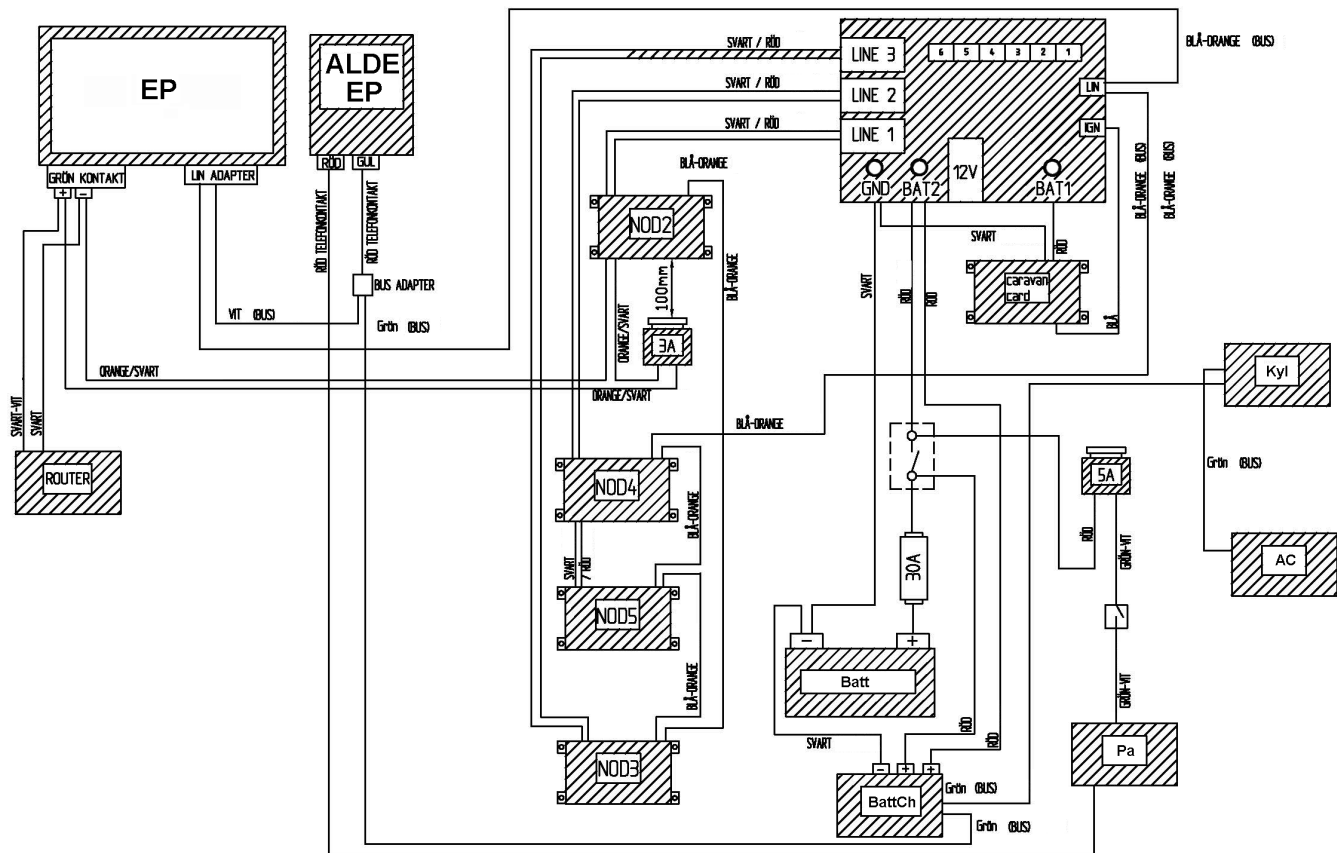 EP
ALDE
EP
RÖD
GUL
GRÖN KONTAKT
+
-
LIN ADAPTER
RÖD TELEFONKONTAKT
RÖD TELEFONKONTAKT
BUS ADAPTER
VIT (BUS)
Grön (BUS)
ORANGE/SVART
SVART-VIT
SVART
ROUTER
SVART / RÖD
SVART / RÖD
SVART / RÖD
LINE 3
LINE 2
LINE 1
6 5 4 3 2 1
LIN
IGN
GND
BAT2
12V
BAT1
BLÅ-ORANGE (BUS)
BLÅ-ORANGE (BUS)
BLÅ-ORANGE (BUS)
BLÅ-ORANGE
NOD2
BLÅ-ORANGE
100mm
3A
ORANGE/SVART
ORANGE/SVART
SVART
RÖD
caravan
card
BLÅ
SVART
RÖD
RÖD
BLÅ-ORANGE
NOD4
BLÅ-ORANGE
SVART
/ RÖD
NOD5
BLÅ-ORANGE
NOD3
30A
-
+
Batt
SVART
RÖD
RÖD
-
+
+
BattCh
Grön (BUS)
Grön (BUS)
5A
RÖD
GRÖN-VIT
GRÖN-VIT
Pa
Kyl
Grön (BUS)
AC